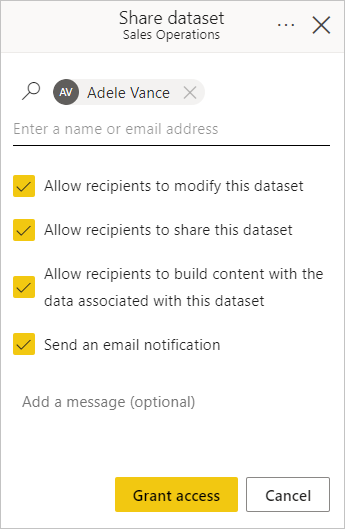 Share dataset
Sales Operations
AV Adele Vance
Enter a name or email address
Allow recipients to modify this dataset
Allow recipients to share this dataset
Allow recipients to build content with the
data associated with this dataset
Send an email notification
Add a message (optional)
Grant access Cancel